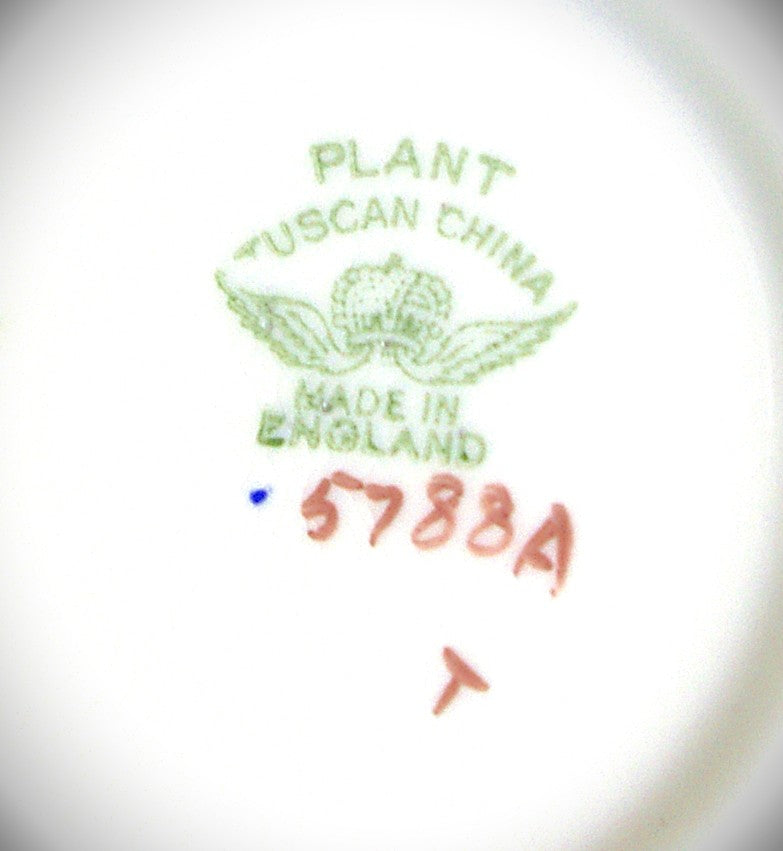 PLANT
TUSCAN CHINA
MADE IN
ENGLAND
5788A
T